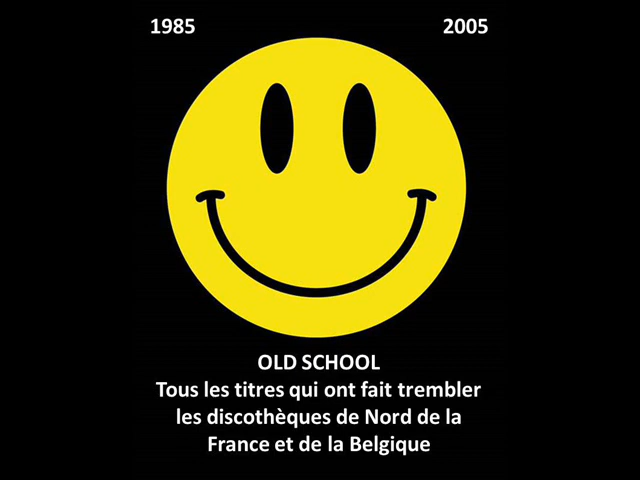 1985 2005
OLD SCHOOL
Tous les titres qui ont fait trembler
les discothèques de Nord de la
France et de la Belgique